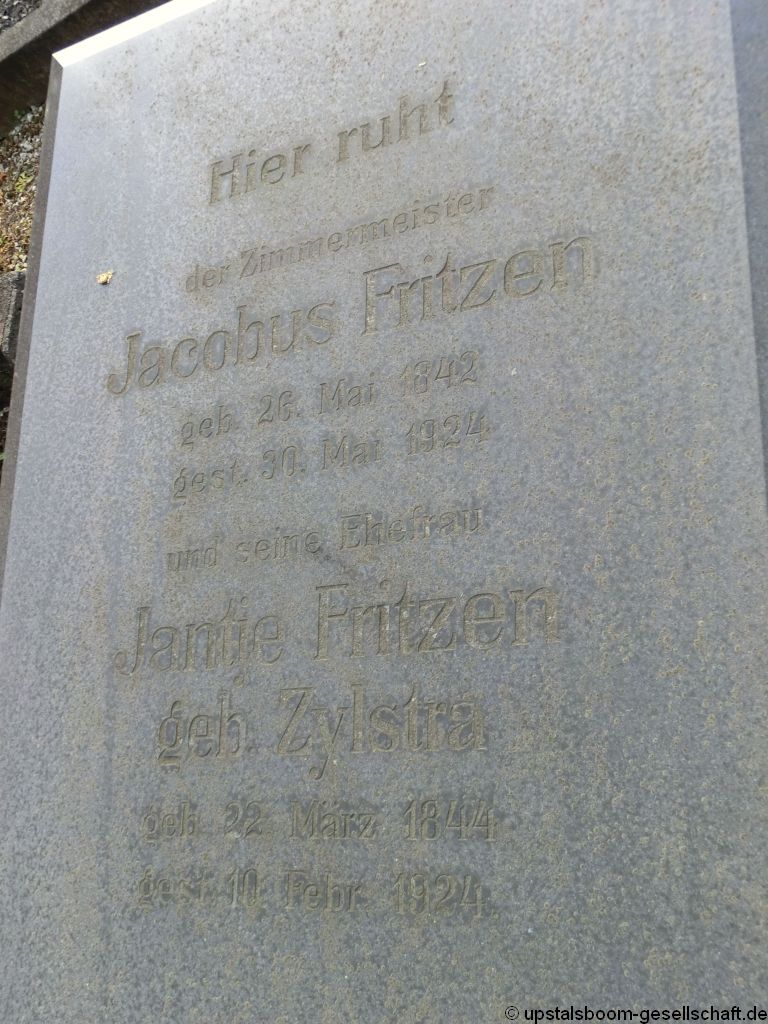 Hier ruht
der Zimmermeister
Jacobus Fritzen
geb. 26. Mai 1842
gest. 30. Mai 1924
und seine Ehefrau
Jantje Fritzen
geb. Zylstra
geb. 22. März 1844
gest. 10. Febr. 1924.
© upstalsboom-gesellschaft.de